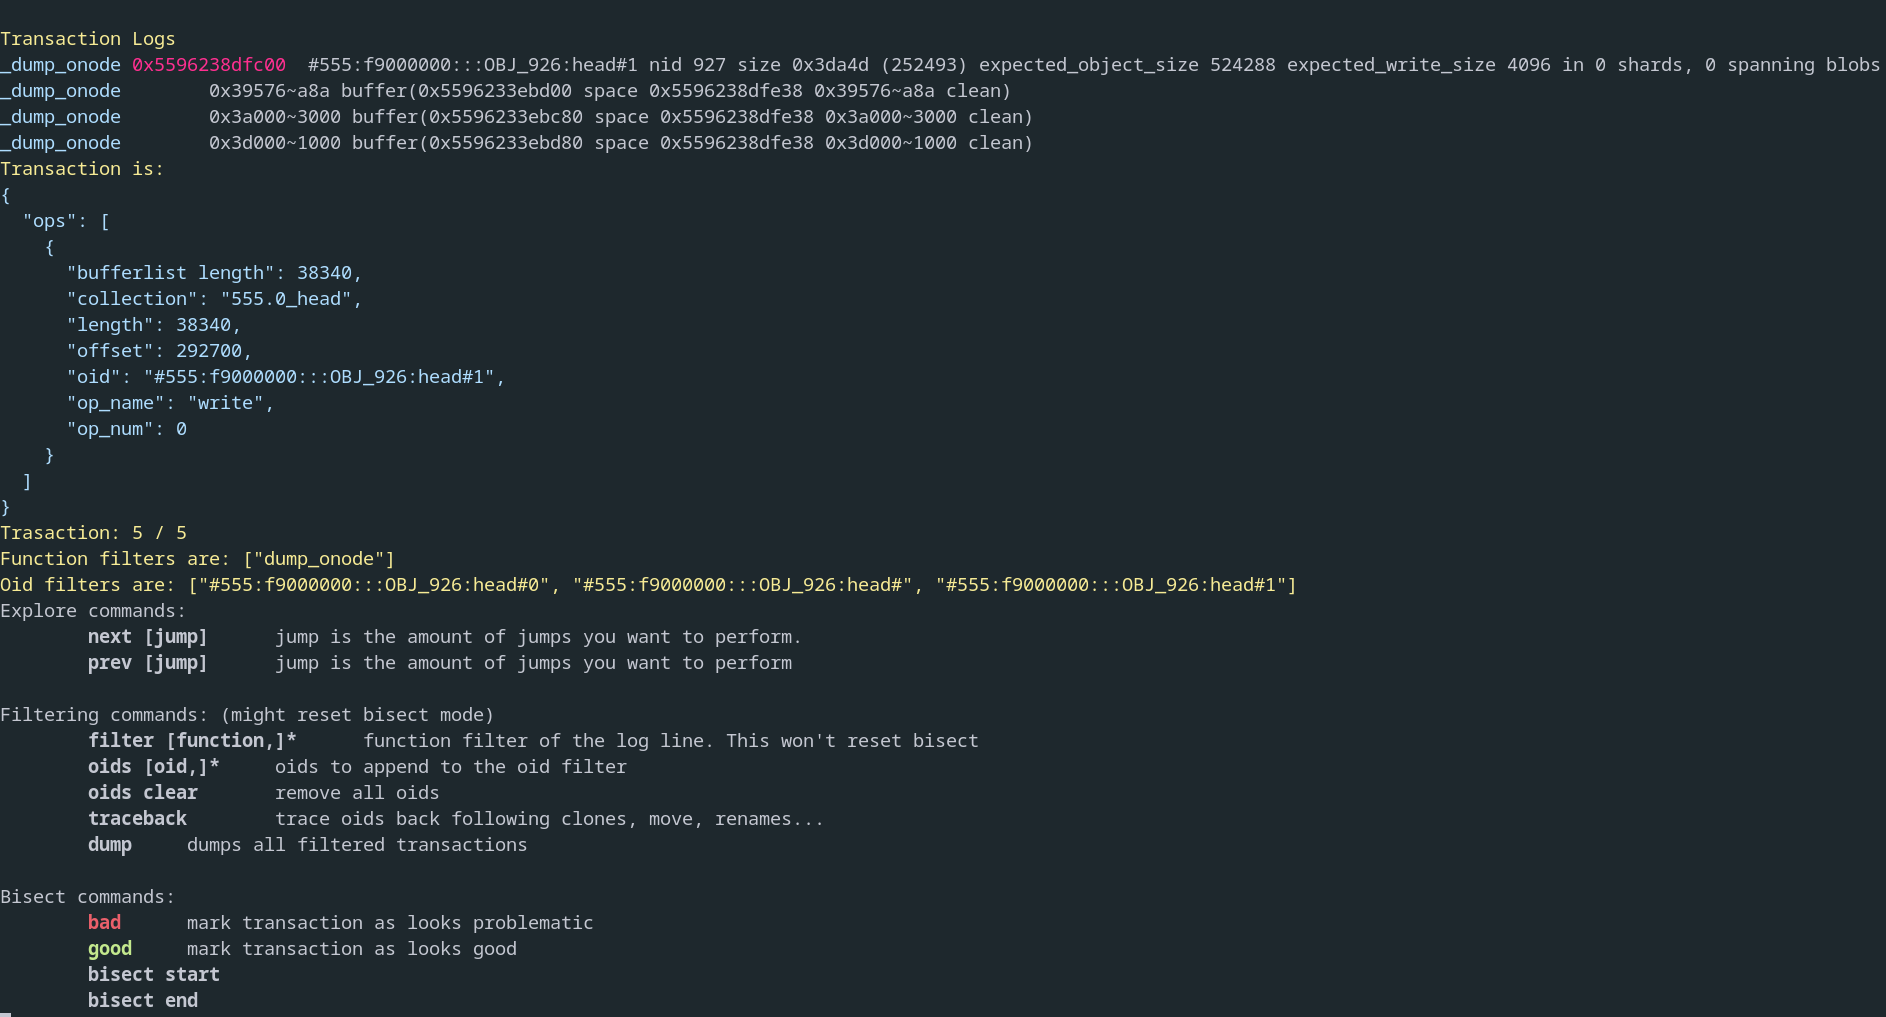 Transaction Logs
_dump_onode 0x5596238dfc00  #555:f9000000:::OBJ_926:head#1 nid 927 size 0x3da4d (252493) expected_object_size 524288 expected_write_size 4096 in 0 shards, 0 spanning blobs
_dump_onode        0x39576~a8a buffer(0x5596233ebd00 space 0x5596238dfe38 0x39576~a8a clean)
_dump_onode        0x3a000~3000 buffer(0x5596233ebc80 space 0x5596238dfe38 0x3a000~3000 clean)
_dump_onode        0x3d000~1000 buffer(0x5596233ebd80 space 0x5596238dfe38 0x3d000~1000 clean)
Transaction is:
{
  "ops": [
    {
      "bufferlist length": 38340,
      "collection": "555.0_head",
      "length": 38340,
      "offset": 292700,
      "oid": "#555:f9000000:::OBJ_926:head#1",
      "op_name": "write",
      "op_num": 0
    }
  ]
}
Trasaction: 5 / 5
Function filters are: ["dump_onode"]
Oid filters are: ["#555:f9000000:::OBJ_926:head#0", "#555:f9000000:::OBJ_926:head#", "#555:f9000000:::OBJ_926:head#1"]
Explore commands:
        next [jump]      jump is the amount of jumps you want to perform.
        prev [jump]      jump is the amount of jumps you want to perform

Filtering commands: (might reset bisect mode)
        filter [function,]*      function filter of the log line. This won't reset bisect
        oids [oid,]*     oids to append to the oid filter
        oids clear       remove all oids
        traceback        trace oids back following clones, move, renames...
        dump     dumps all filtered transactions

Bisect commands:
        bad      mark transaction as looks problematic
        good     mark transaction as looks good
        bisect start
        bisect end